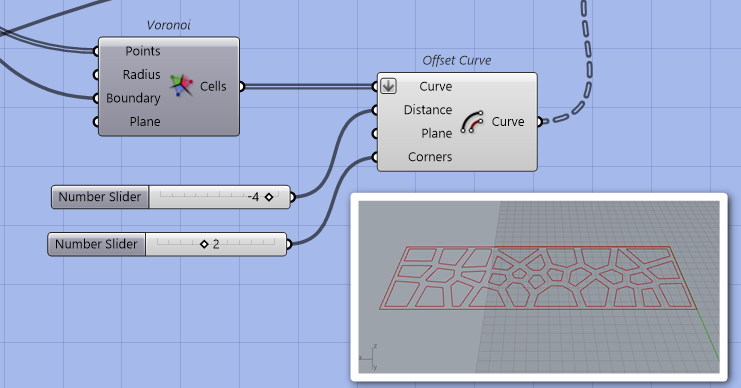 Voronoi
Points
Radius
Boundary
Plane
Cells
Offset Curve
Curve
Distance
Plane
Corners
Curve
Number Slider
-4
Number Slider
2
z
x
y